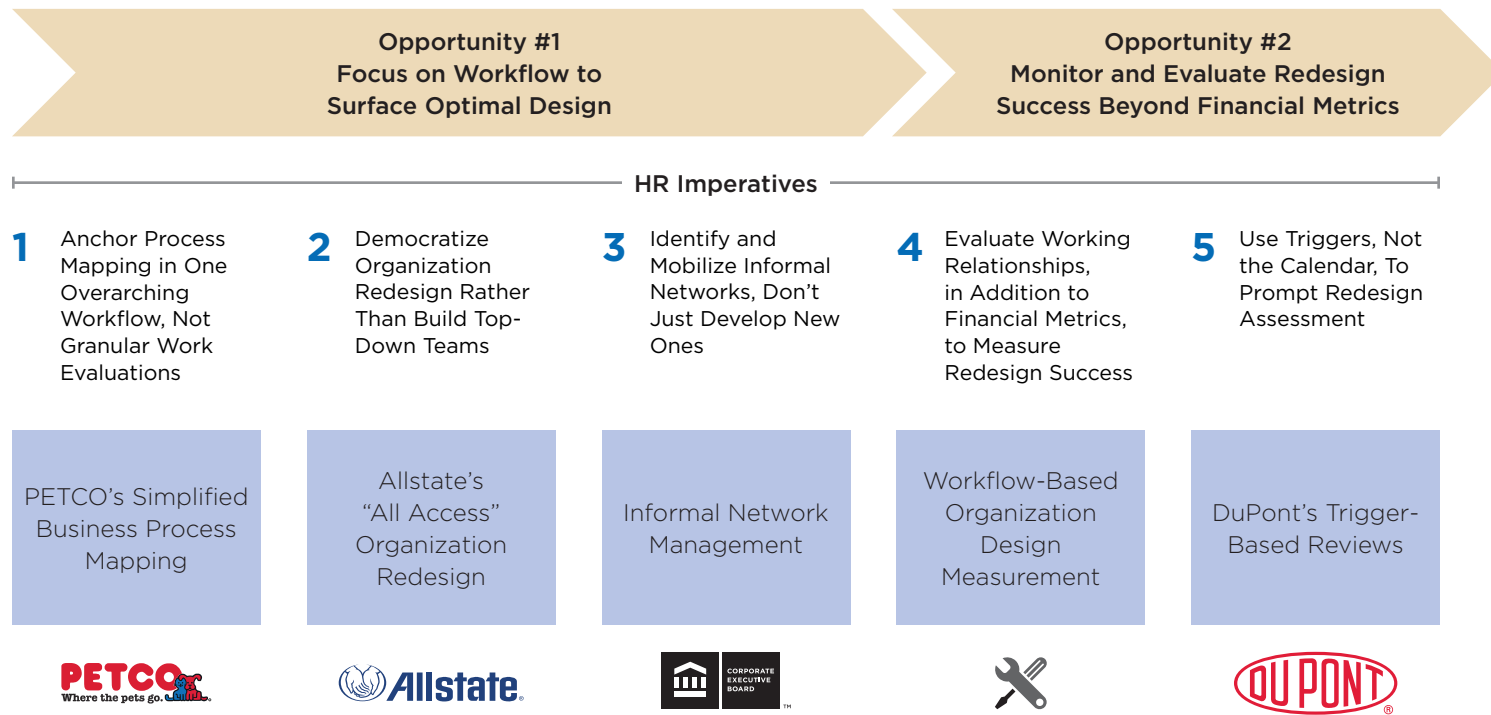 Opportunity #1
Focus on Workflow to
Surface Optimal Design
Opportunity #2
Monitor and Evaluate Redesign
Success Beyond Financial Metrics
HR Imperatives
1
Anchor Process
Mapping in One
Overarching
Workflow, Not
Granular Work
Evaluations
2
Democratize
Organization
Redesign Rather
Than Build Top-
Down Teams
3
Identify and
Mobilize Informal
Networks, Don’t
Just Develop New
Ones
4
Evaluate Working
Relationships,
in Addition to
Financial Metrics,
to Measure
Redesign Success
5
Use Triggers, Not
the Calendar, To
Prompt Redesign
Assessment
PETCO’s Simplified
Business Process
Mapping
Allstate’s
“All Access”
Organization
Redesign
Informal Network
Management
Workflow-Based
Organization
Design
Measurement
DuPont’s Trigger-
Based Reviews
PETCO
Where the pets go.
Allstate®
CORPORATE
EXECUTIVE
BOARD
™
DUPONT
®